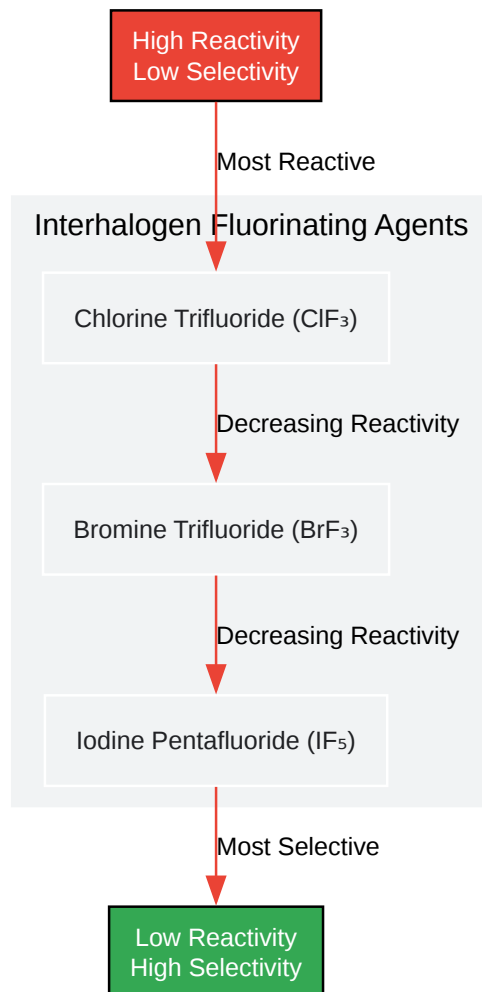 High Reactivity
Low Selectivity
Most Reactive
Interhalogen Fluorinating Agents
Chlorine Trifluoride (ClF₃)
Decreasing Reactivity
Bromine Trifluoride (BrF₃)
Decreasing Reactivity
Iodine Pentafluoride (IF₅)
Most Selective
Low Reactivity
High Selectivity